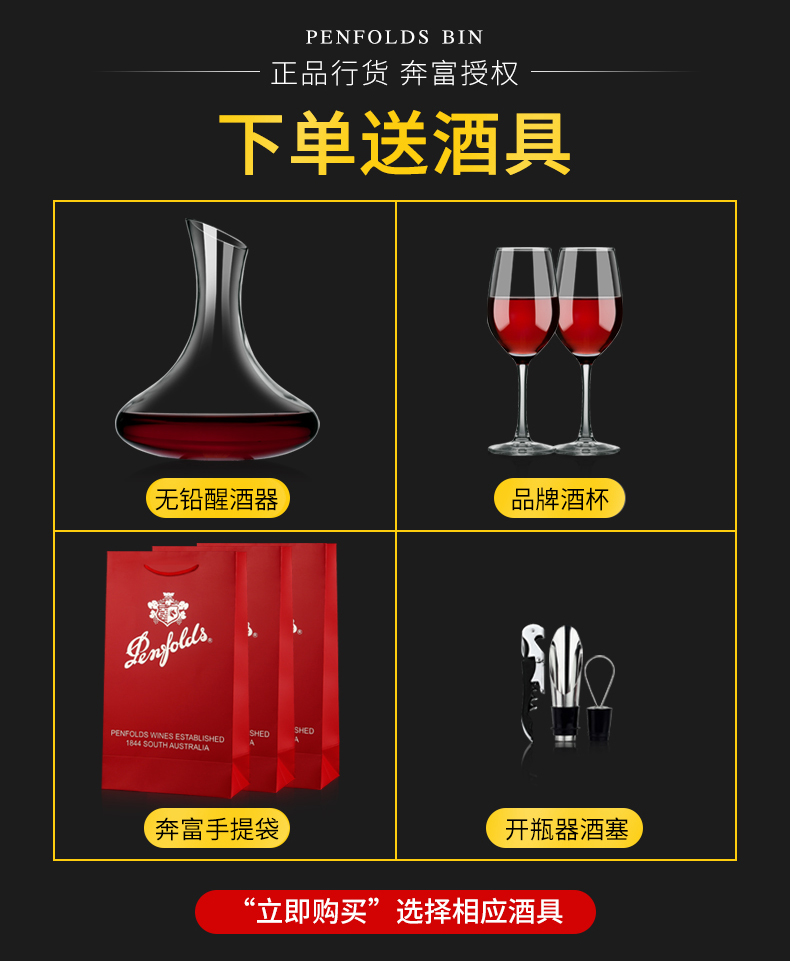 PENFOLDS BIN
正品行货 奔富授权
下单送酒具
无铅醒酒器
品牌酒杯
Penfolds®
PENFOLDS WINES ESTABLISHED
1844 SOUTH AUSTRALIA
s®
SHED
A
s®
SHED
A
奔富手提袋
开瓶器酒塞
“立即购买”选择相应酒具